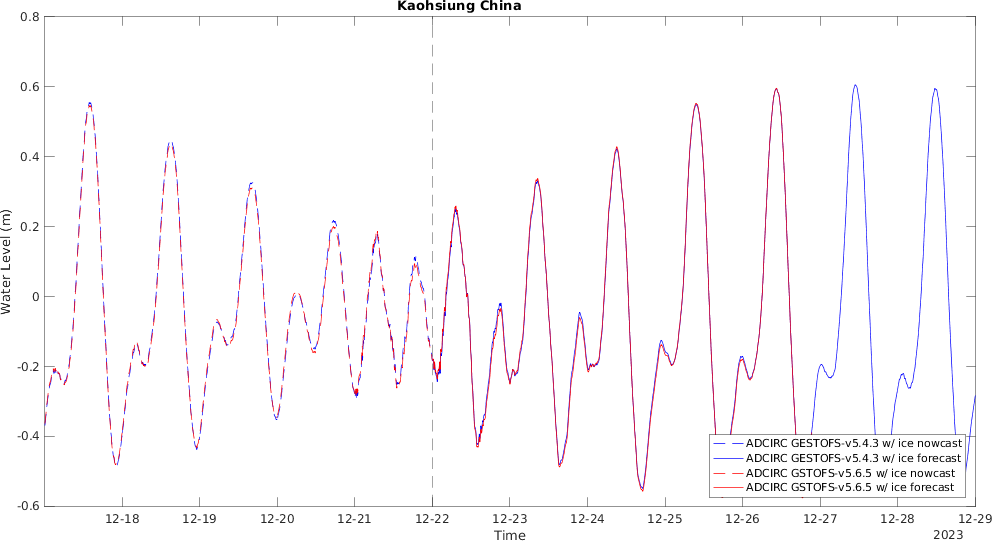 Kaohsiung China
0.8
0.6
0.4
0.2
0
-0.2
-0.4
-0.6
Water Level (m)
ADCIRC GESTOFS-v5.4.3 w/ ice nowcast
ADCIRC GESTOFS-v5.4.3 w/ ice forecast
ADCIRC GSTOFS-v5.6.5 w/ ice nowcast
ADCIRC GSTOFS-v5.6.5 w/ ice forecast
12-18 12-19 12-20 12-21 12-22 12-23 12-24 12-25 12-26 12-27 12-28 12-29
Time
2023